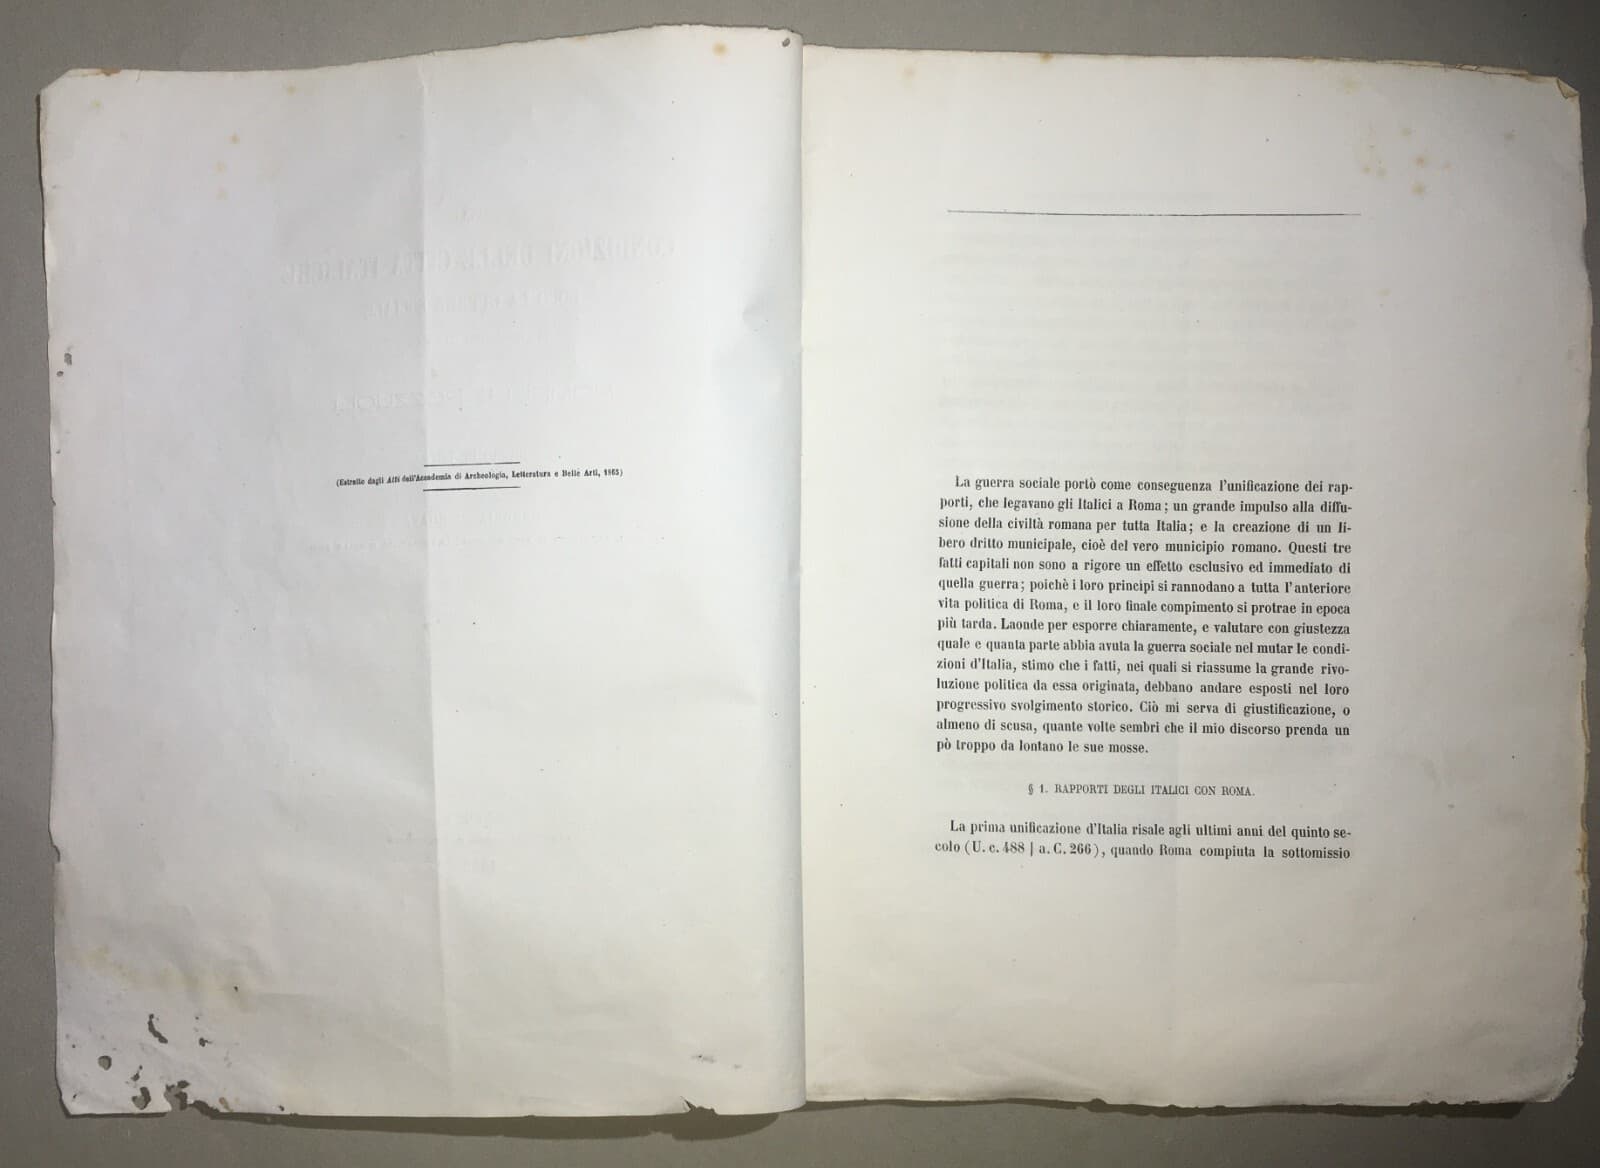 (Estratto dagli Atti dell'Accademia di Archeologia, Letteratura e Belle Arti, 1865)
La guerra sociale portò come conseguenza l'unificazione dei rap-
porti, che legavano gli Italici a Roma; un grande impulso alla diffu-
sione della civiltà romana per tutta Italia; e la creazione di un li-
bero dritto municipale, cioè del vero municipio romano. Questi tre
fatti capitali non sono a rigore un effetto esclusivo ed immediato di
quella guerra; poichè i loro principi si rannodano a tutta l'anteriore
vita politica di Roma, e il loro finale compimento si protrae in epoca
più tarda. Laonde per esporre chiaramente, e valutare con giustezza
quale e quanta parte abbia avuta la guerra sociale nel mutar le condi-
zioni d'Italia, stimo che i fatti, nei quali si riassume la grande rivo-
luzione politica da essa originata, debbano andare esposti nel loro
progressivo svolgimento storico. Ciò mi serva di giustificazione, o
almeno di scusa, quante volte sembri che il mio discorso prenda un
pò troppo da lontano le sue mosse.
§ 1. RAPPORTI DEGLI ITALICI CON ROMA.
La prima unificazione d'Italia risale agli ultimi anni del quinto se-
colo (U. c. 488 | a. C. 266), quando Roma compiuta la sottomissio